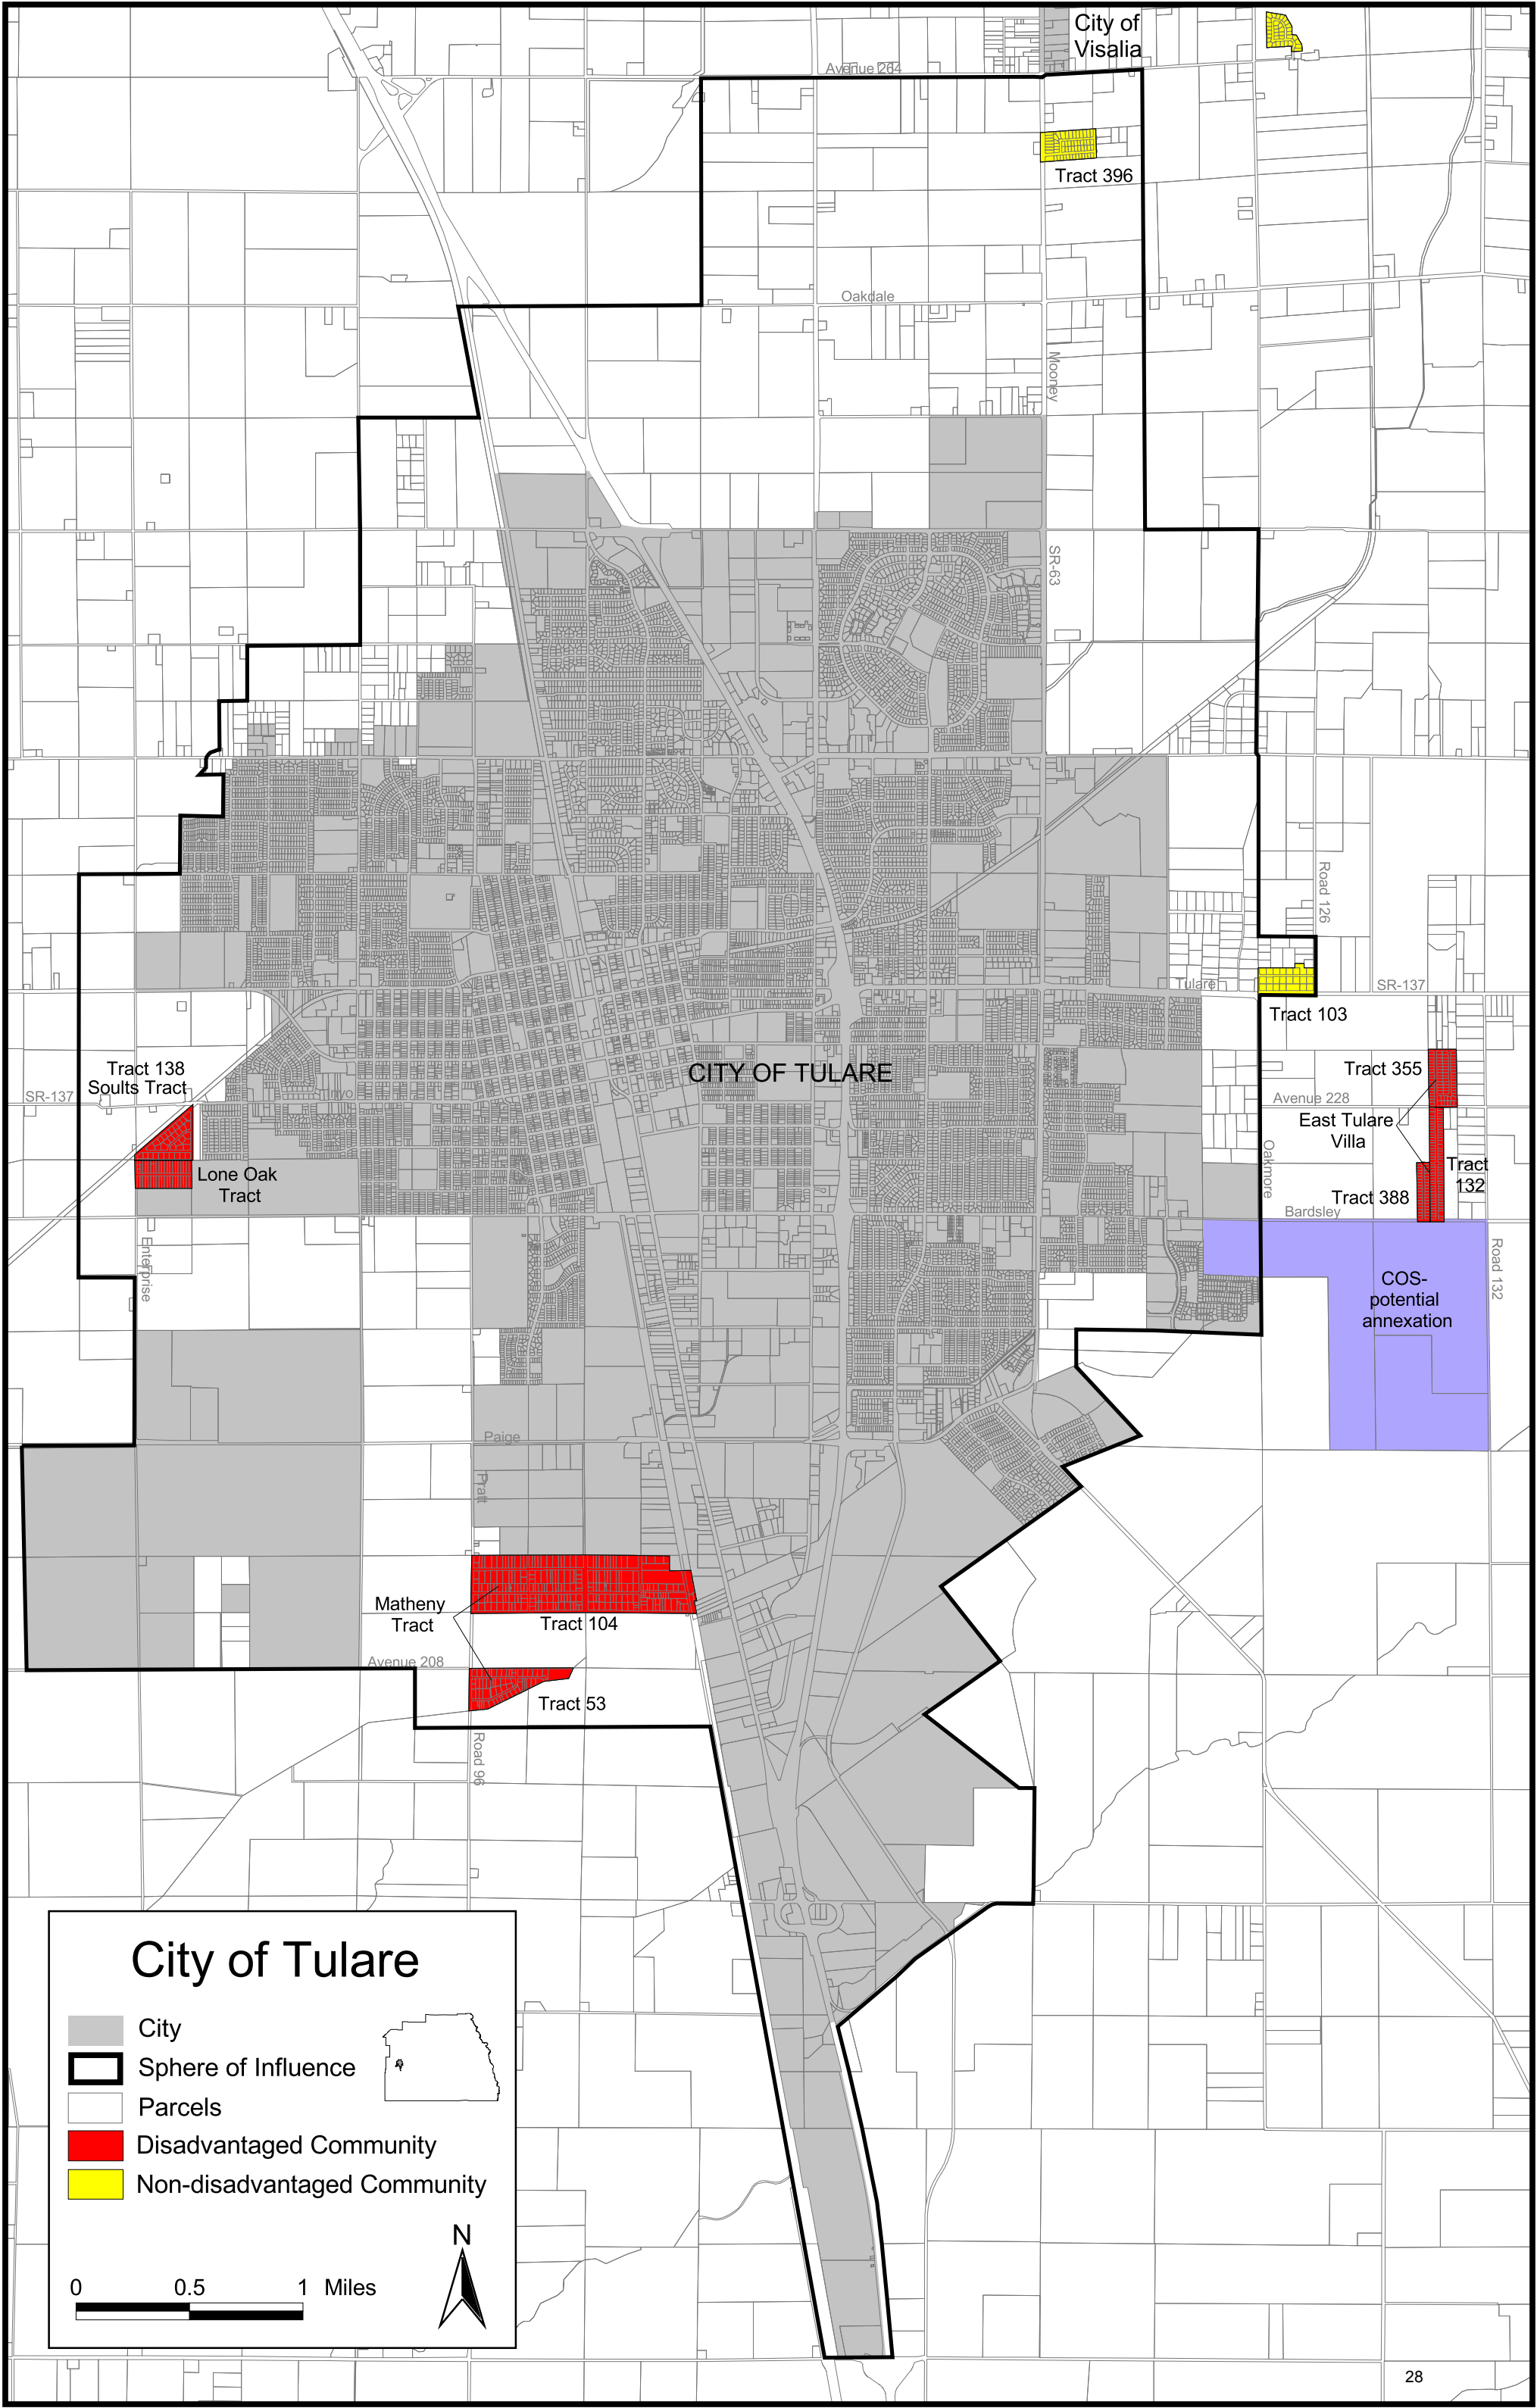 City of
Visalia
Avenue 264
Tract 396
Oakdale
Mooney
SR-63
Road 126
Tulare
SR-137
Tract 103
Tract 138
Soults Tract
SR-137
CITY OF TULARE
Tract 355
Avenue 228
East Tulare
Villa
Oakmore
Tract
132
Lone Oak
Tract
Tract 388
Bardsley
Enterprise
Road 132
COS-
potential
annexation
Paige
Pratt
Matheny
Tract
Tract 104
Avenue 208
Tract 53
Road 96
City of Tulare
City
Sphere of Influence
Parcels
Disadvantaged Community
Non-disadvantaged Community
N
0 0.5 1 Miles
28